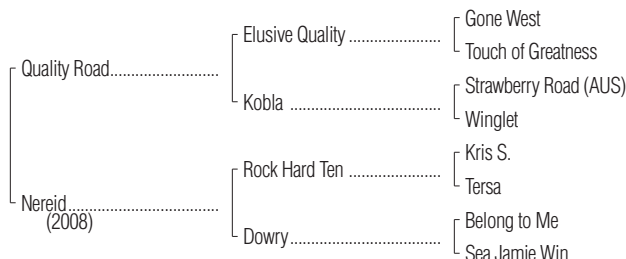 Gone West
Elusive Quality ....................
Touch of Greatness
Quality Road........................
Strawberry Road (AUS)
Kobla .................................
Winglet
Kris S.
Rock Hard Ten ....................
Tersa
Nereid.................................
(2008)
Belong to Me
Dowry.................................
Sea Jamie Win